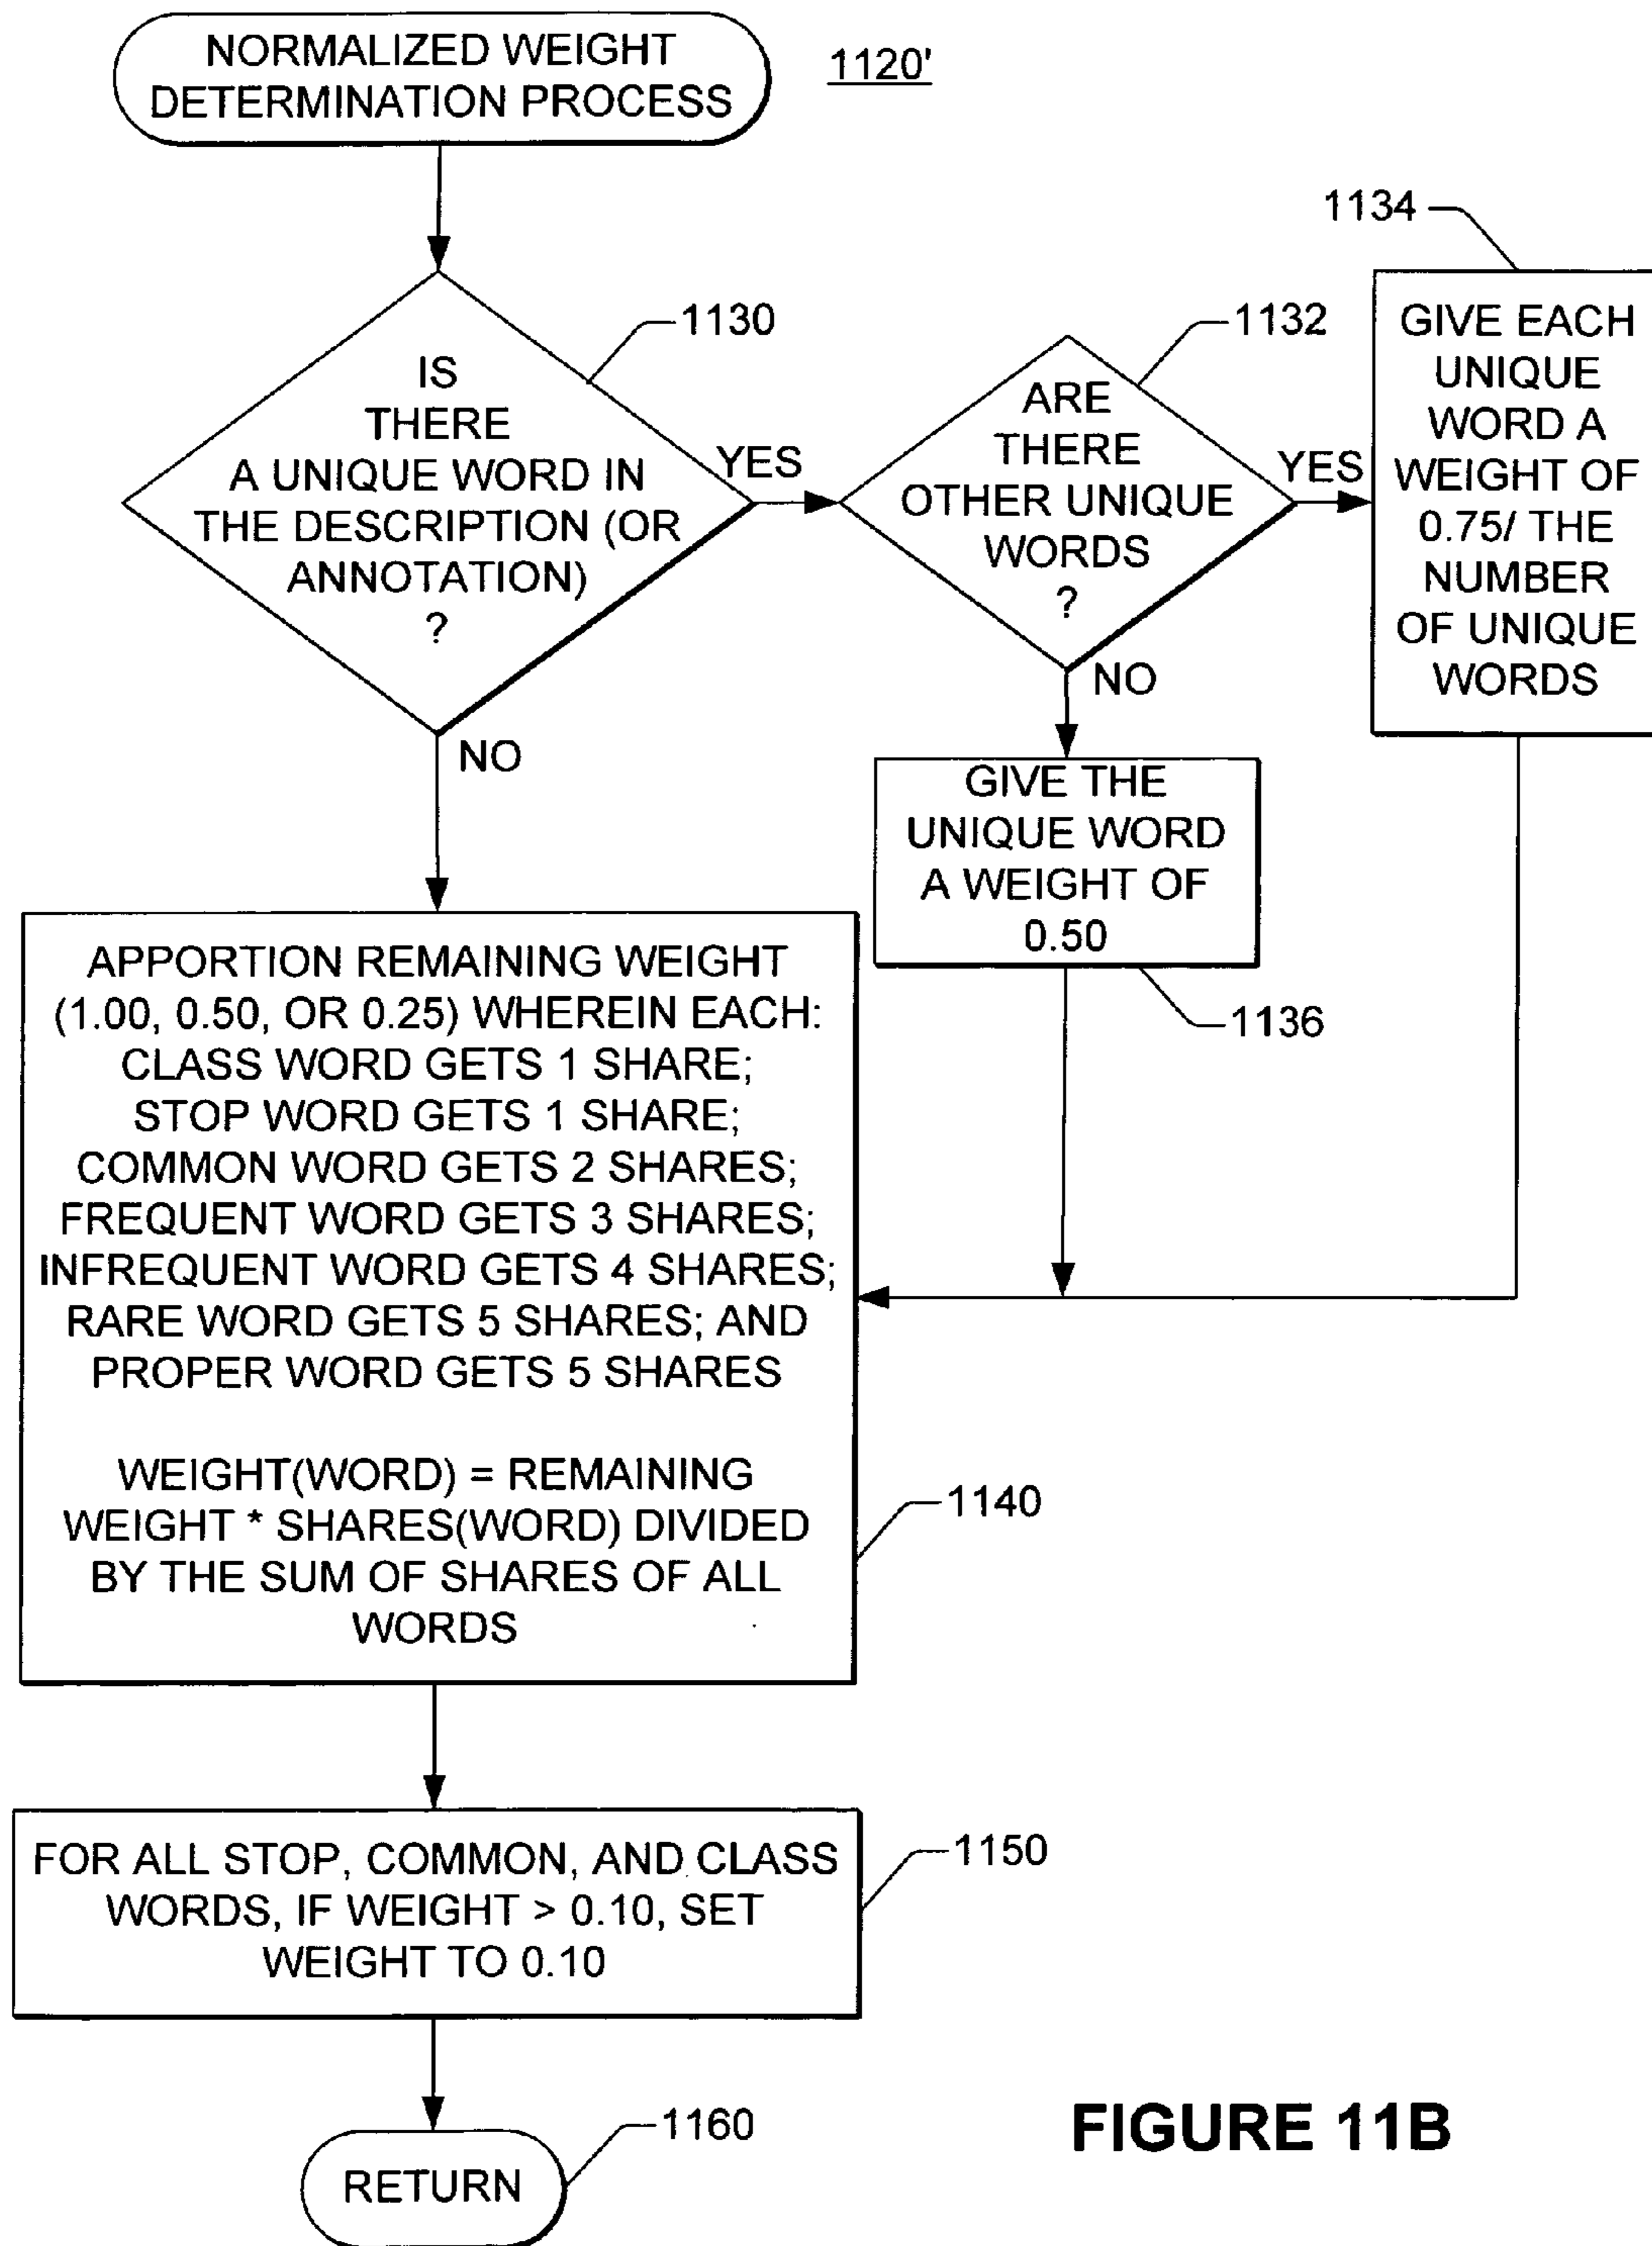 NORMALIZED WEIGHT
DETERMINATION PROCESS
1120'
IS
THERE
A UNIQUE WORD IN
THE DESCRIPTION (OR
ANNOTATION)
?
1130
YES
NO
ARE
THERE
OTHER UNIQUE
WORDS
?
1132
YES
NO
1134
GIVE EACH
UNIQUE
WORD A
WEIGHT OF
0.75/ THE
NUMBER
OF UNIQUE
WORDS
GIVE THE
UNIQUE WORD
A WEIGHT OF
0.50
1136
APPORTION REMAINING WEIGHT
(1.00, 0.50, OR 0.25) WHEREIN EACH:
CLASS WORD GETS 1 SHARE;
STOP WORD GETS 1 SHARE;
COMMON WORD GETS 2 SHARES;
FREQUENT WORD GETS 3 SHARES;
INFREQUENT WORD GETS 4 SHARES;
RARE WORD GETS 5 SHARES; AND
PROPER WORD GETS 5 SHARES
WEIGHT(WORD) = REMAINING
WEIGHT * SHARES(WORD) DIVIDED
BY THE SUM OF SHARES OF ALL
WORDS
1140
FOR ALL STOP, COMMON, AND CLASS
WORDS, IF WEIGHT > 0.10, SET
WEIGHT TO 0.10
1150
RETURN
1160
FIGURE 11B